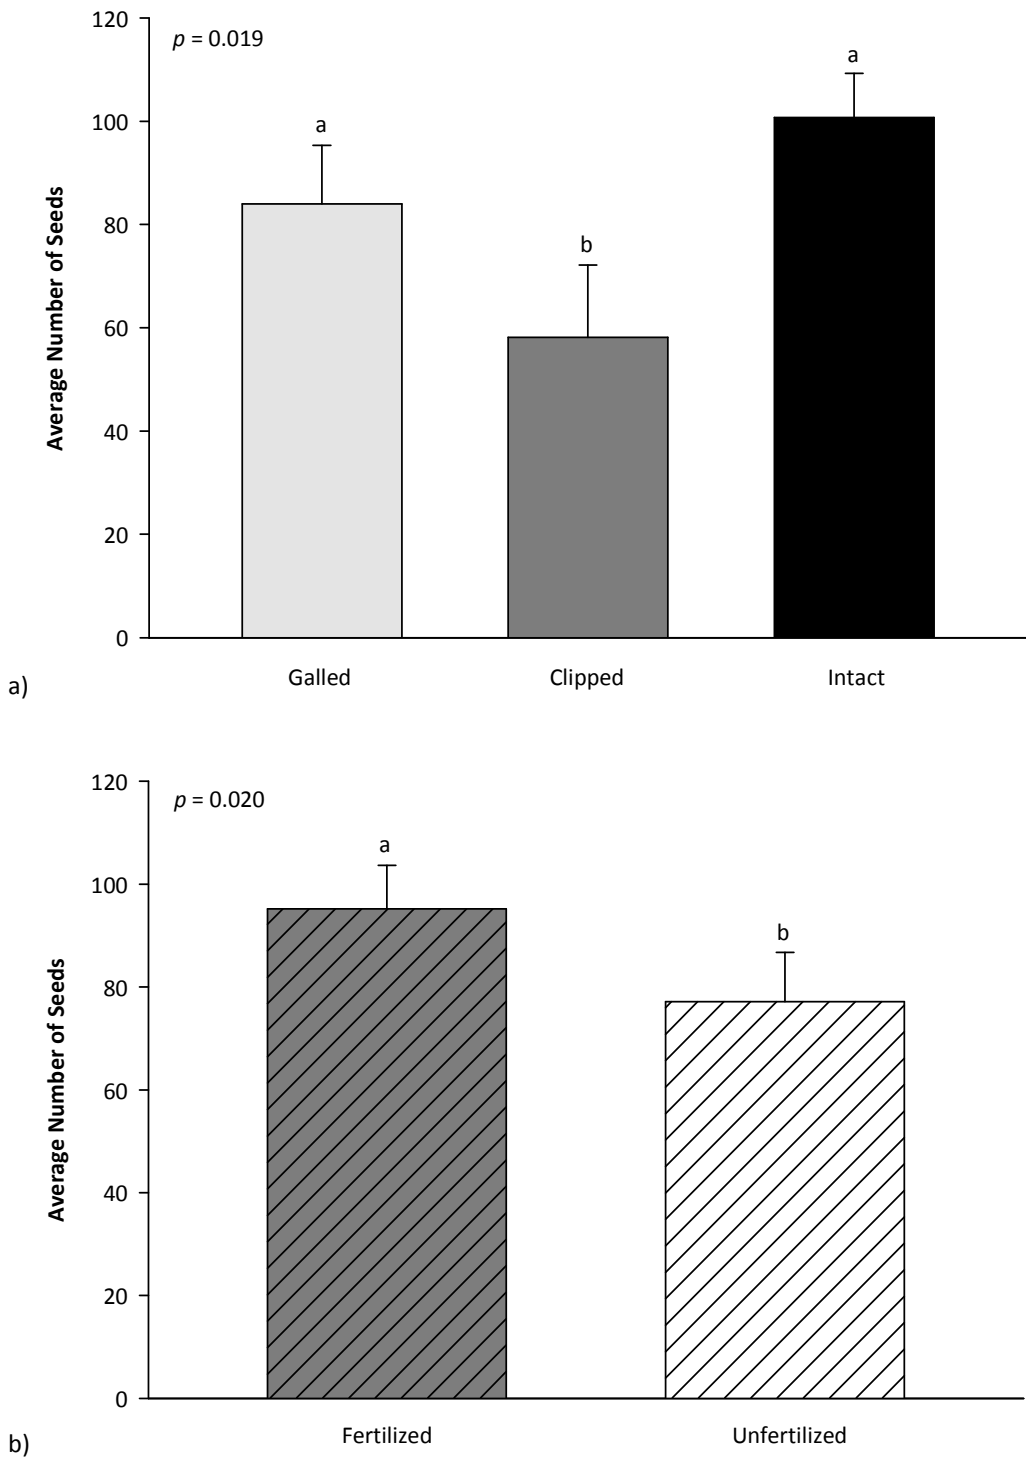 120
p = 0.019
a
a
100
80
b
60
40
20
0
Average Number of Seeds
Galled Clipped Intact
a)
120
p = 0.020
a
100
b
80
60
40
20
0
Average Number of Seeds
Fertilized Unfertilized
b)